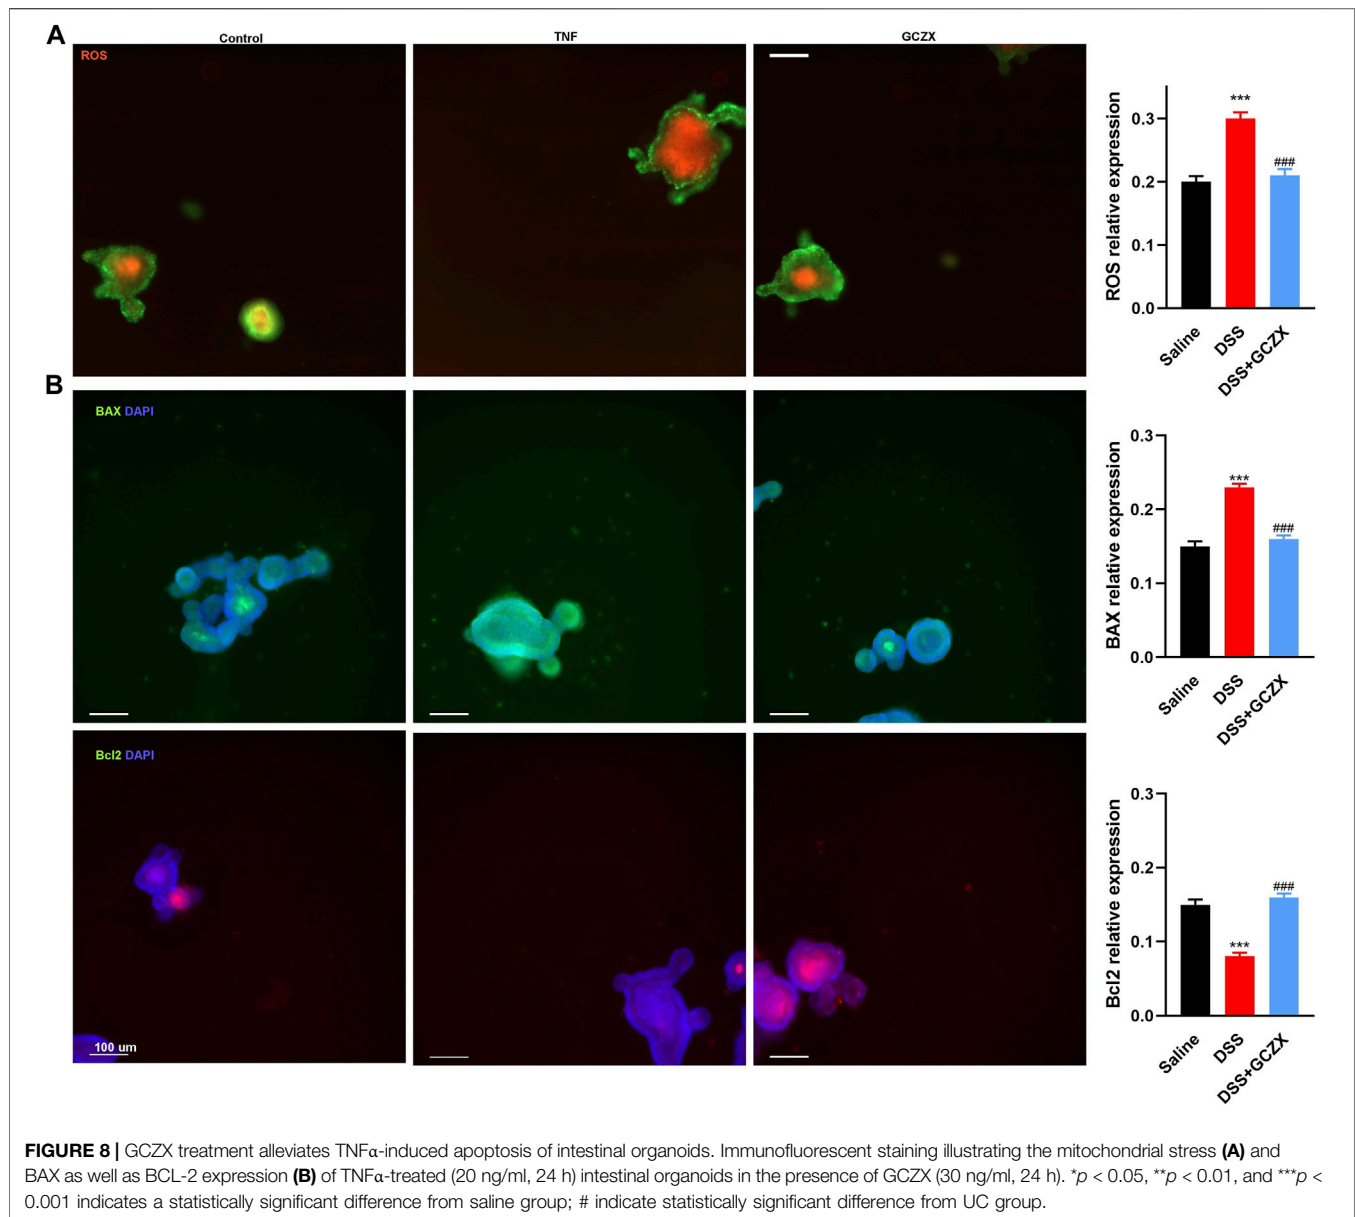 A
Control
TNF
GCZX
ROS
ROS relative expression
0.3
0.2
0.1
0.0
***
###
Saline
DSS
DSS+GCZX
B
BAX DAPI
BAX relative expression
0.3
0.2
0.1
0.0
***
###
Saline
DSS
DSS+GCZX
Bcl2 DAPI
100 um
Bcl2 relative expression
0.3
0.2
0.1
0.0
***
###
Saline
DSS
DSS+GCZX
FIGURE 8 | GCZX treatment alleviates TNFα-induced apoptosis of intestinal organoids. Immunofluorescent staining illustrating the mitochondrial stress (A) and
BAX as well as BCL-2 expression (B) of TNFα-treated (20 ng/ml, 24 h) intestinal organoids in the presence of GCZX (30 ng/ml, 24 h). *p < 0.05, **p < 0.01, and ***p <
0.001 indicates a statistically significant difference from saline group; # indicate statistically significant difference from UC group.